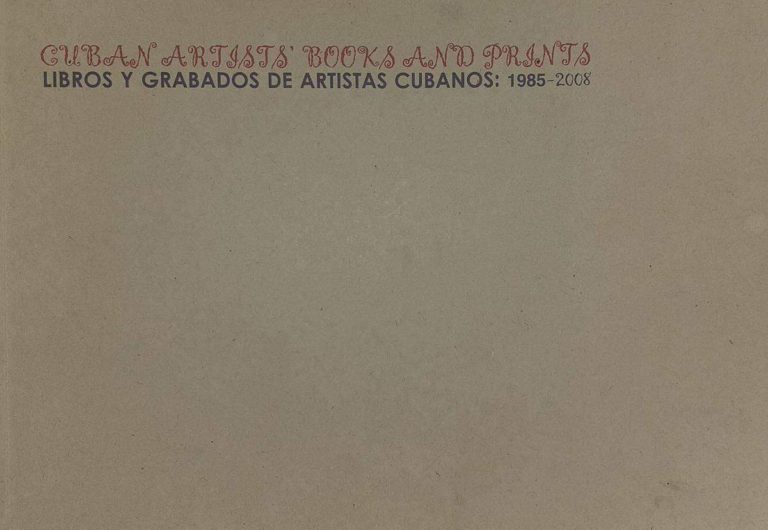 CUBAN ARTISTS' BOOKS AND PRINTS
LIBROS Y GRABADOS DE ARTISTAS CUBANOS: 1985-2008